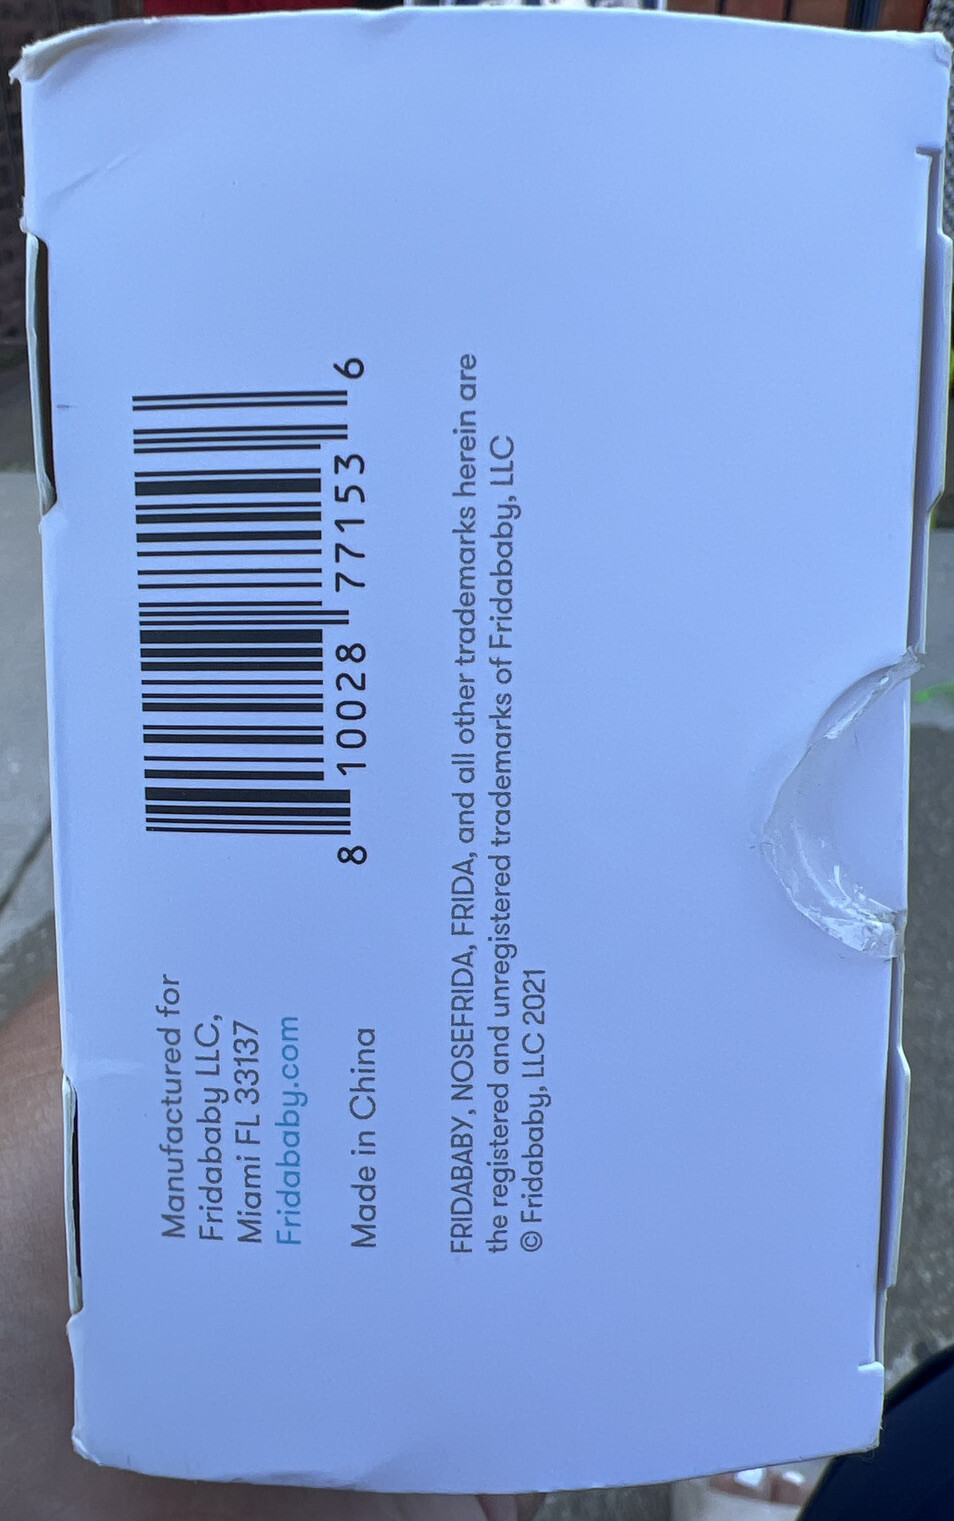 Manufactured for
Fridababy LLC,
Miami FL 33137
Fridababy.com
Made in China
8 10028 77153 6
FRIDABABY, NOSEFRIDA, FRIDA, and all other trademarks herein are
the registered and unregistered trademarks of Fridababy, LLC
© Fridababy, LLC 2021